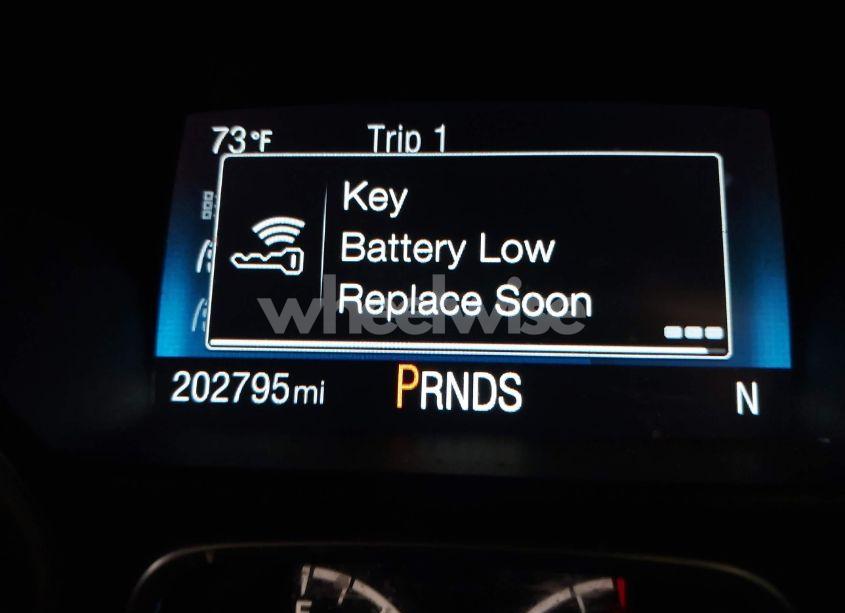 73°F Trip 1
Key
Battery Low
Replace Soon
wheelwise
202795mi PRNDS N